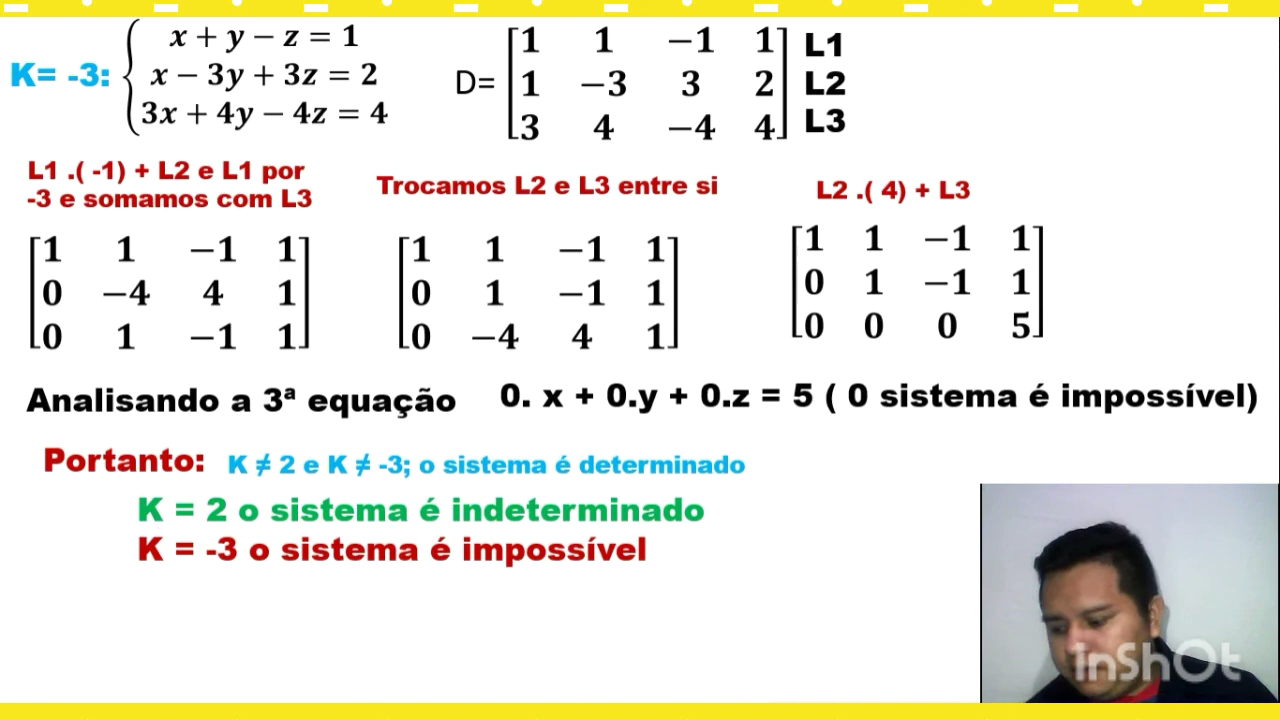 K= -3: { x + y − z = 1
x − 3y + 3z = 2
3x + 4y − 4z = 4
D= [1 1 −1 1] L1
[1 −3 3 2] L2
[3 4 −4 4] L3
L1 .( -1) + L2 e L1 por
-3 e somamos com L3
Trocamos L2 e L3 entre si
L2 .( 4) + L3
[1 1 −1 1]
[0 −4 4 1]
[0 1 −1 1]
[1 1 −1 1]
[0 1 −1 1]
[0 −4 4 1]
[1 1 −1 1]
[0 1 −1 1]
[0 0 0 5]
Analisando a 3ª equação 0. x + 0.y + 0.z = 5 ( 0 sistema é impossível)
Portanto: K ≠ 2 e K ≠ -3; o sistema é determinado
K = 2 o sistema é indeterminado
K = -3 o sistema é impossível
InShOt